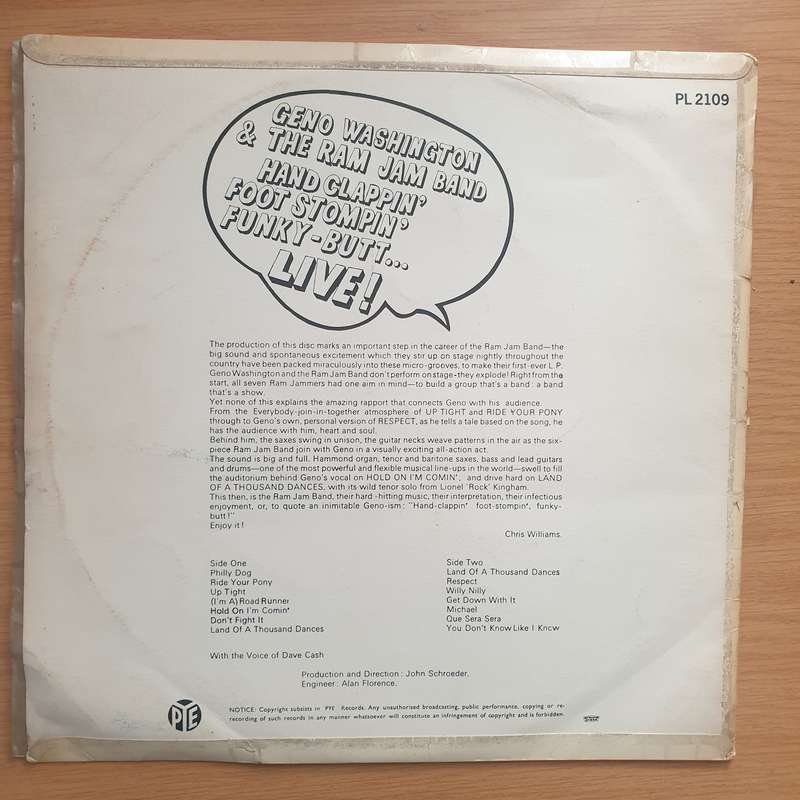 PL 2109
GENO WASHINGTON
& THE RAM JAM BAND
HAND CLAPPIN'
FOOT STOMPIN'
FUNKY-BUTT...
LIVE!
The production of this disc marks an important step in the career of the Ram Jam Band—the
big sound and spontaneous excitement which they stir up on stage nightly throughout the
country have been packed miraculously into these micro-grooves, to make their first-ever L.P.
Geno Washington and the Ram Jam Band don't perform on stage—they explode! Right from the
start, all seven Ram Jammers had one aim in mind—to build a group that's a band: a band
that's a show.
Yet none of this explains the amazing rapport that connects Geno with his audience.
From the Everybody-join-in-together atmosphere of UP TIGHT and RIDE YOUR PONY
through to Geno's own, personal version of RESPECT, as he tells a tale based on the song, he
has the audience with him, heart and soul.
Behind him, the saxes swing in unison, the guitar necks weave patterns in the air as the six-
piece Ram Jam Band join with Geno in a visually exciting all-action act.
The sound is big and full. Hammond organ, tenor and baritone saxes, bass and lead guitars
and drums—one of the most powerful and flexible musical line-ups in the world—swell to fill
the auditorium behind Geno's vocal on HOLD ON I'M COMIN', and drive hard on LAND
OF A THOUSAND DANCES, with its wild tenor solo from Lionel 'Rock' Kingham.
This then, is the Ram Jam Band, their hard-hitting music, their interpretation, their infectious
enjoyment, or, to quote an inimitable Geno-ism: "Hand-clappin' foot-stompin', funky-
butt!"
Enjoy it!
Chris Williams.
Side One
Philly Dog
Ride Your Pony
Up Tight
(I'm A) Road Runner
Hold On I'm Comin'
Don't Fight It
Land Of A Thousand Dances
Side Two
Land Of A Thousand Dances
Respect
Willy Nilly
Get Down With It
Michael
Que Sera Sera
You Don't Know Like I Know
With the Voice of Dave Cash
Production and Direction: John Schroeder.
Engineer: Alan Florence.
PYE
NOTICE: Copyright subsists in PYE Records. Any unauthorised broadcasting, public performance, copying or re-
recording of such records in any manner whatsoever will constitute an infringement of copyright and is forbidden.